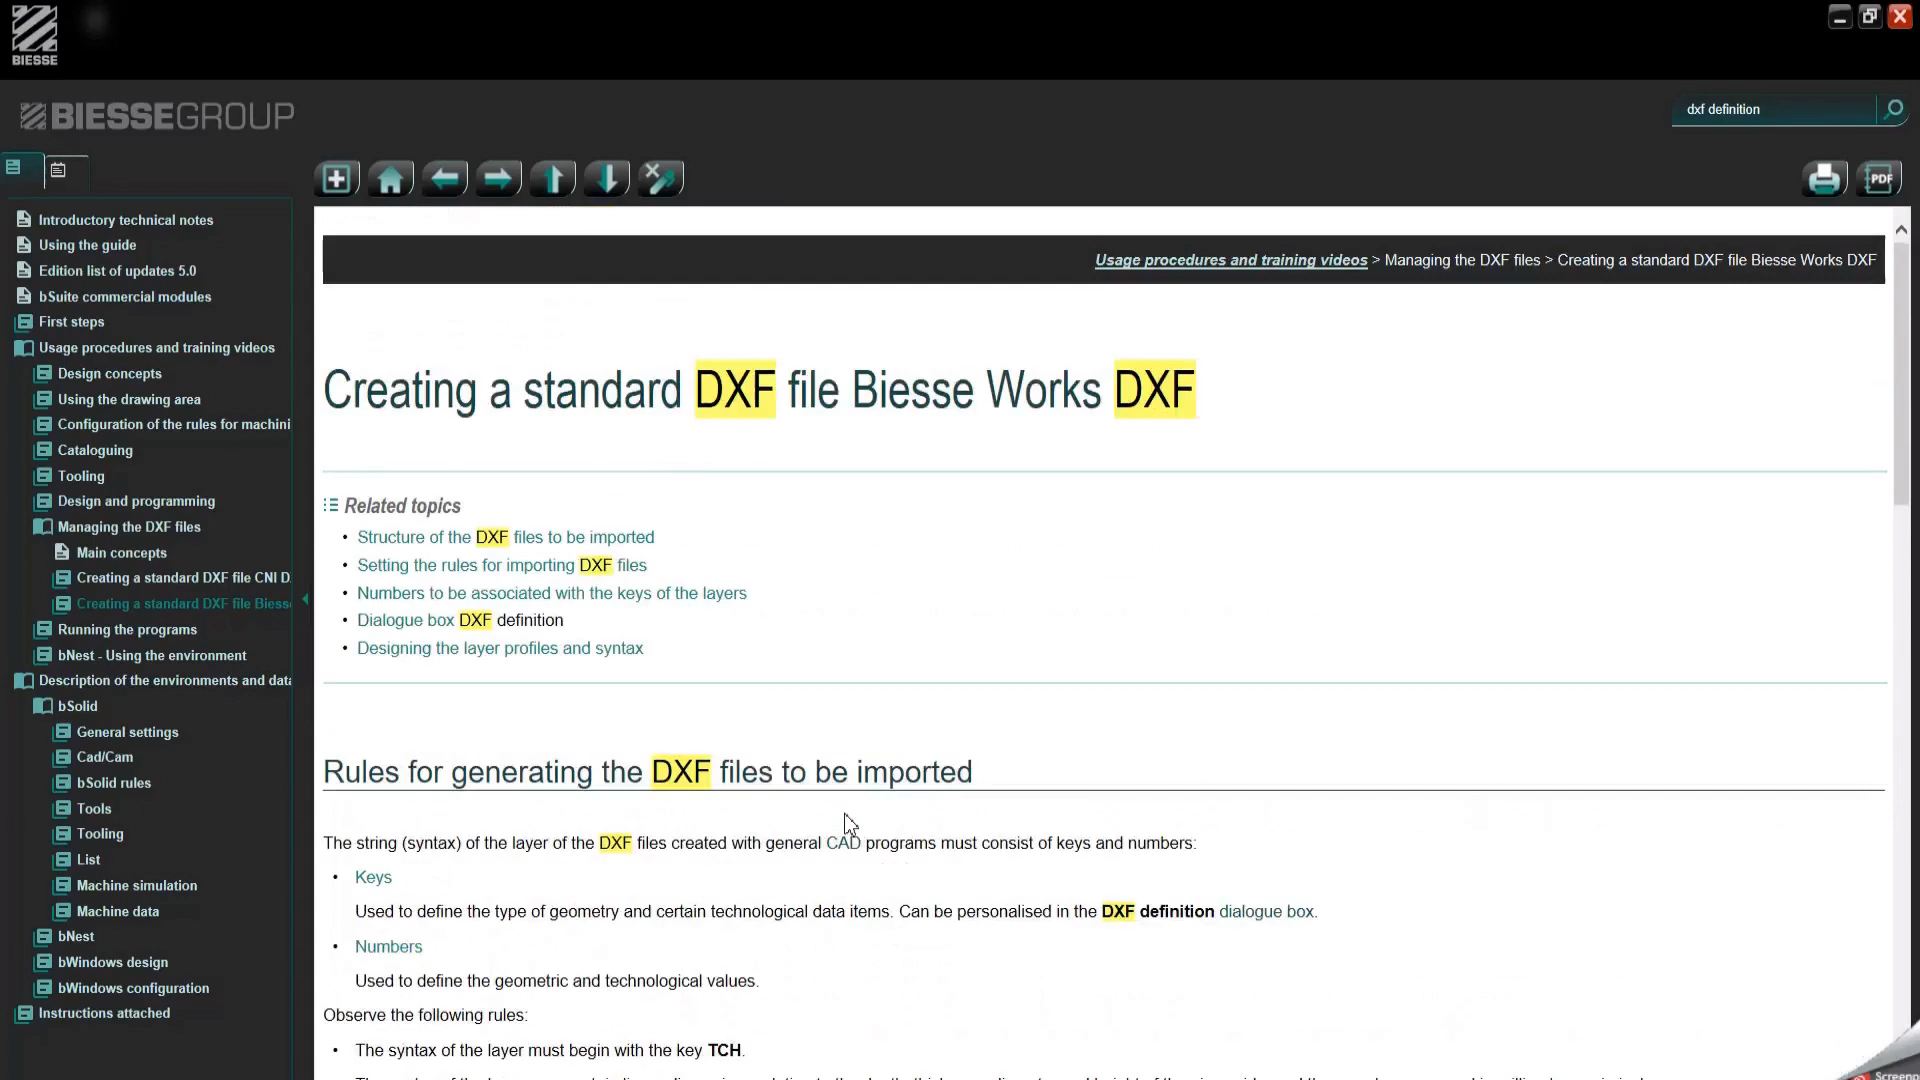 BIESSE
BIESSEGROUP
dxf definition
PDF
Introductory technical notes
Using the guide
Edition list of updates 5.0
bSuite commercial modules
First steps
Usage procedures and training videos
Design concepts
Using the drawing area
Configuration of the rules for machini
Cataloguing
Tooling
Design and programming
Managing the DXF files
Main concepts
Creating a standard DXF file CNI D
Creating a standard DXF file Biess
Running the programs
bNest - Using the environment
Description of the environments and data
bSolid
General settings
Cad/Cam
bSolid rules
Tools
Tooling
List
Machine simulation
Machine data
bNest
bWindows design
bWindows configuration
Instructions attached
Usage procedures and training videos > Managing the DXF files > Creating a standard DXF file Biesse Works DXF
Creating a standard DXF file Biesse Works DXF
Related topics
• Structure of the DXF files to be imported
• Setting the rules for importing DXF files
• Numbers to be associated with the keys of the layers
• Dialogue box DXF definition
• Designing the layer profiles and syntax
Rules for generating the DXF files to be imported
The string (syntax) of the layer of the DXF files created with general CAD programs must consist of keys and numbers:
• Keys
Used to define the type of geometry and certain technological data items. Can be personalised in the DXF definition dialogue box.
• Numbers
Used to define the geometric and technological values.
Observe the following rules:
• The syntax of the layer must begin with the key TCH.